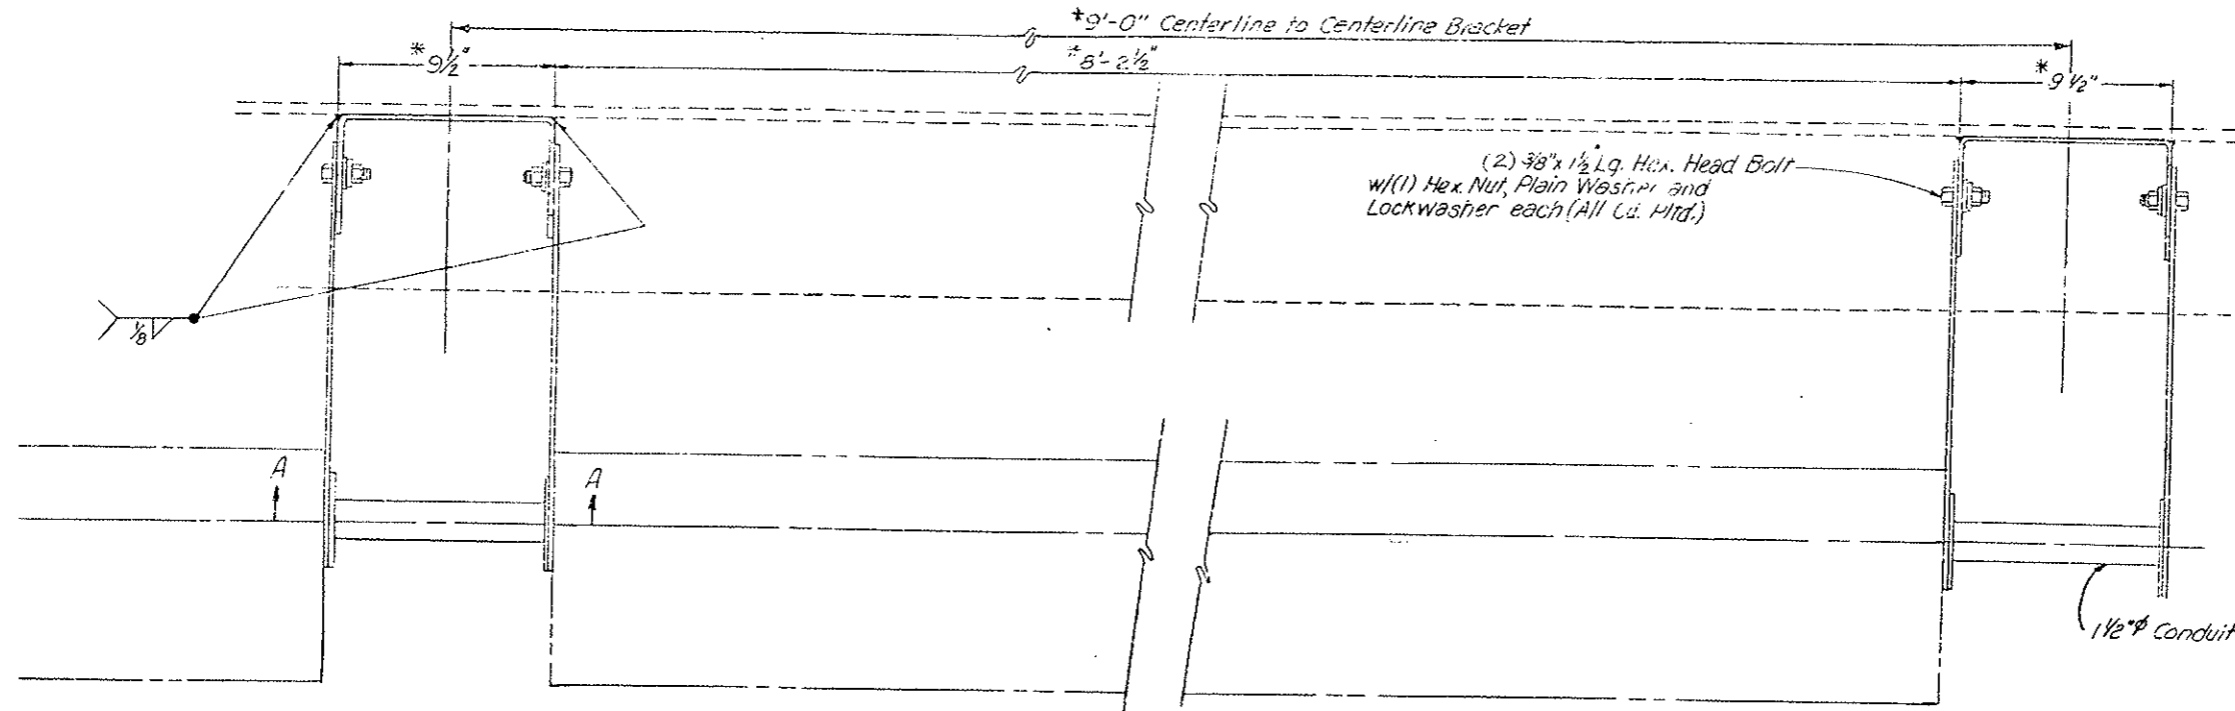 *9'-0" Centerline to Centerline Bracket
*9½"
*8'-2½"
*9½"
(2) 3/8" x 1½" Lg. Hex. Head Bolt
w/(1) Hex Nut, Plain Washer and
Lockwasher each (All Cd. Pltd.)
1/8
A
A
1½"ϕ Conduit